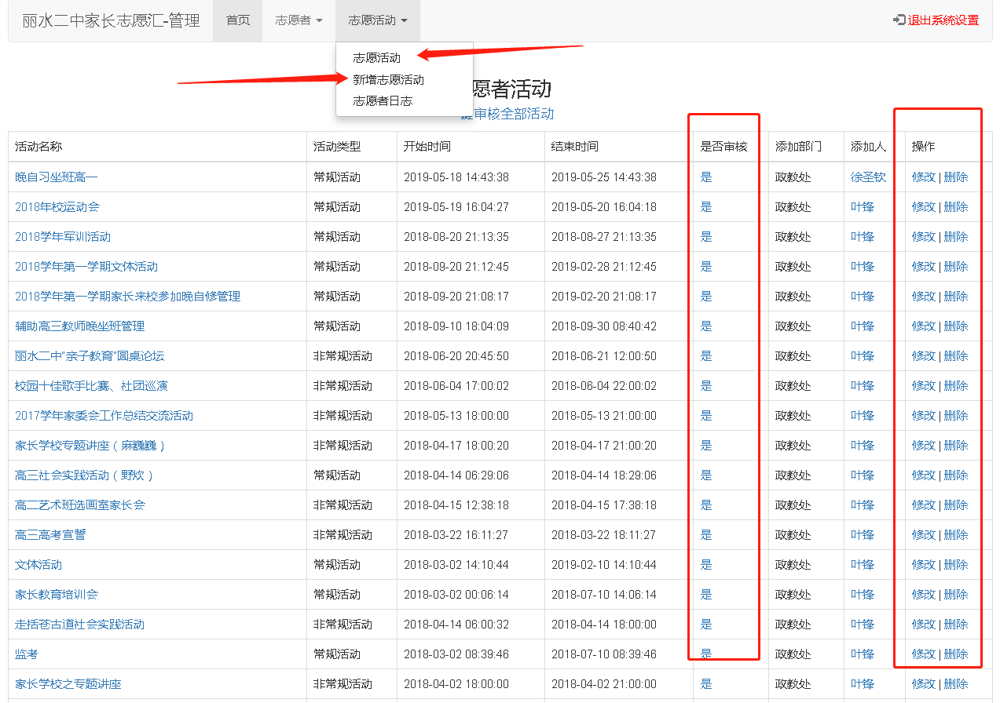 丽水二中家长志愿汇-管理 首页 志愿者 志愿活动 退出系统设置
志愿活动
新增志愿活动
志愿者日志
愿者活动
审核全部活动
活动名称 活动类型 开始时间 结束时间 是否审核 添加部门 添加人 操作
晚自习坐班高一 常规活动 2019-05-18 14:43:38 2019-05-25 14:43:38 是 政教处 徐圣钦 修改 | 删除
2018年校运动会 常规活动 2019-05-19 16:04:27 2019-05-20 16:04:18 是 政教处 叶锋 修改 | 删除
2018学年军训活动 常规活动 2018-08-20 21:13:35 2018-08-27 21:13:35 是 政教处 叶锋 修改 | 删除
2018学年第一学期文体活动 常规活动 2018-09-20 21:12:45 2019-02-28 21:12:45 是 政教处 叶锋 修改 | 删除
2018学年第一学期家长来校参加晚自修管理 常规活动 2018-09-20 21:08:17 2019-02-20 21:08:17 是 政教处 叶锋 修改 | 删除
辅助高三教师晚坐班管理 常规活动 2018-09-10 18:04:09 2018-09-30 08:40:42 是 政教处 叶锋 修改 | 删除
丽水二中"亲子教育"圆桌论坛 非常规活动 2018-06-20 20:45:50 2018-06-21 12:00:50 是 政教处 叶锋 修改 | 删除
校园十佳歌手比赛、社团巡演 非常规活动 2018-06-04 17:00:02 2018-06-04 22:00:02 是 政教处 叶锋 修改 | 删除
2017学年家委会工作总结交流活动 非常规活动 2018-05-13 18:00:00 2018-05-13 21:00:00 是 政教处 叶锋 修改 | 删除
家长学校专题讲座（麻巍巍） 非常规活动 2018-04-17 18:00:20 2018-04-17 21:00:20 是 政教处 叶锋 修改 | 删除
高三社会实践活动（野炊） 常规活动 2018-04-14 06:29:06 2018-04-14 18:29:06 是 政教处 叶锋 修改 | 删除
高二艺术班选画室家长会 非常规活动 2018-04-15 12:38:18 2018-04-15 17:38:18 是 政教处 叶锋 修改 | 删除
高三高考宣誓 非常规活动 2018-03-22 16:11:27 2018-03-22 18:11:27 是 政教处 叶锋 修改 | 删除
文体活动 常规活动 2018-03-02 14:10:44 2019-02-10 14:10:44 是 政教处 叶锋 修改 | 删除
家长教育培训会 常规活动 2018-03-02 00:06:14 2018-07-10 14:06:14 是 政教处 叶锋 修改 | 删除
走括苍古道社会实践活动 非常规活动 2018-04-14 06:00:32 2018-04-14 18:00:00 是 政教处 叶锋 修改 | 删除
监考 常规活动 2018-03-02 08:39:46 2018-07-10 08:39:46 是 政教处 叶锋 修改 | 删除
家长学校之专题讲座 非常规活动 2018-04-02 18:00:00 2018-04-02 21:00:00 是 政教处 叶锋 修改 | 删除